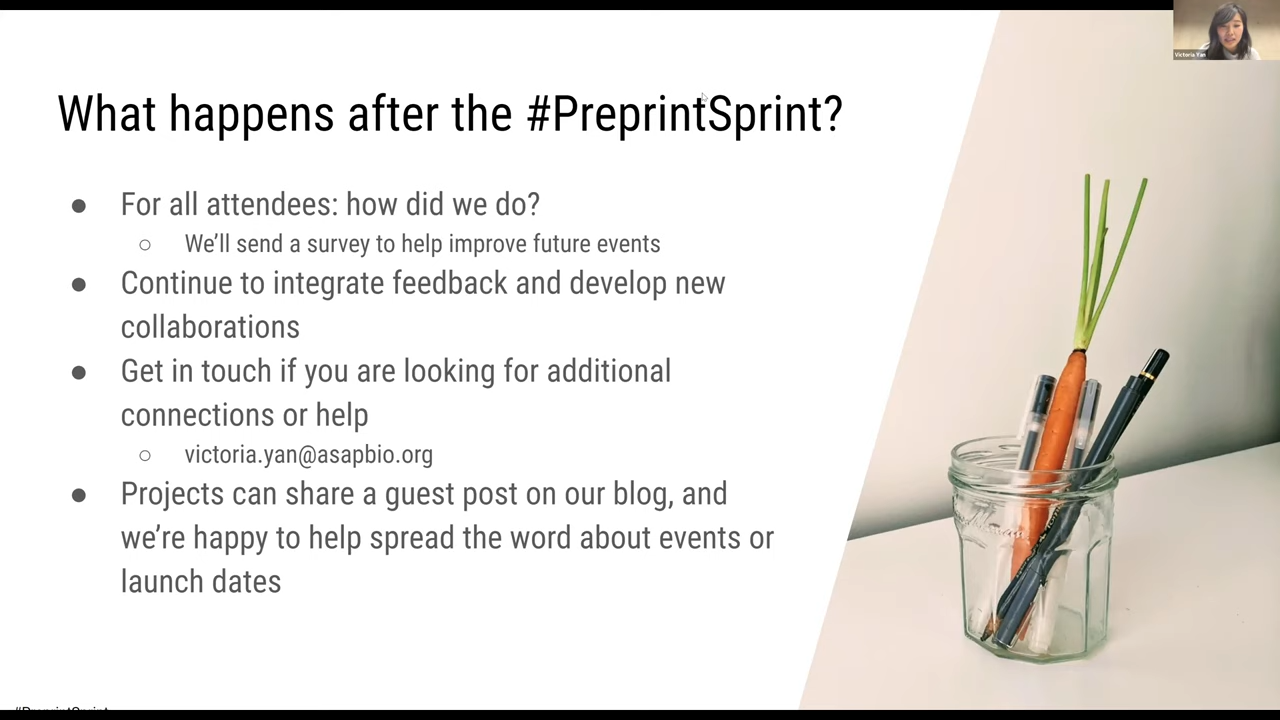 Victoria Yan
What happens after the #PreprintSprint?
● For all attendees: how did we do?
○ We’ll send a survey to help improve future events
● Continue to integrate feedback and develop new
collaborations
● Get in touch if you are looking for additional
connections or help
○ victoria.yan@asapbio.org
● Projects can share a guest post on our blog, and
we’re happy to help spread the word about events or
launch dates
#PreprintSprint